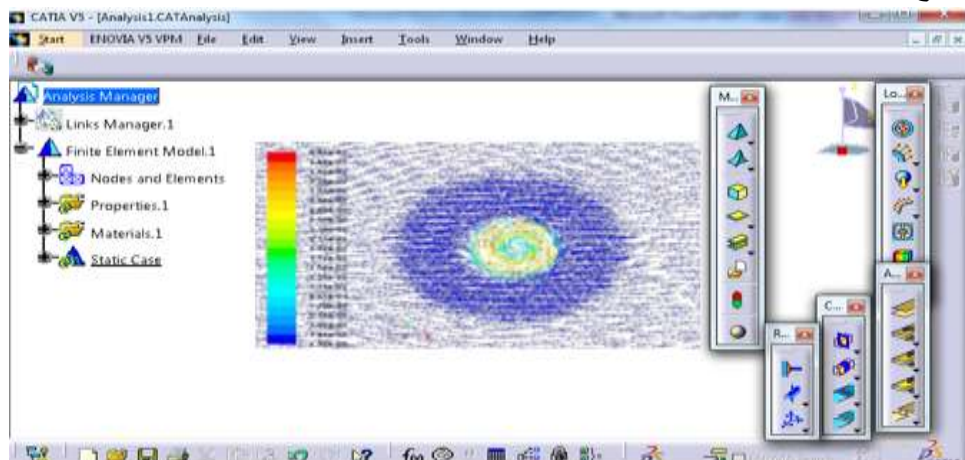 CATIA V5 - [Analysis1.CATAnalysis]
Start ENOVIA V5 VPM File Edit View Insert Tools Window Help
Analysis Manager
Links Manager.1
Finite Element Model.1
Nodes and Elements
Properties.1
Materials.1
Static Case
M...
Lo...
A...
C...
R...